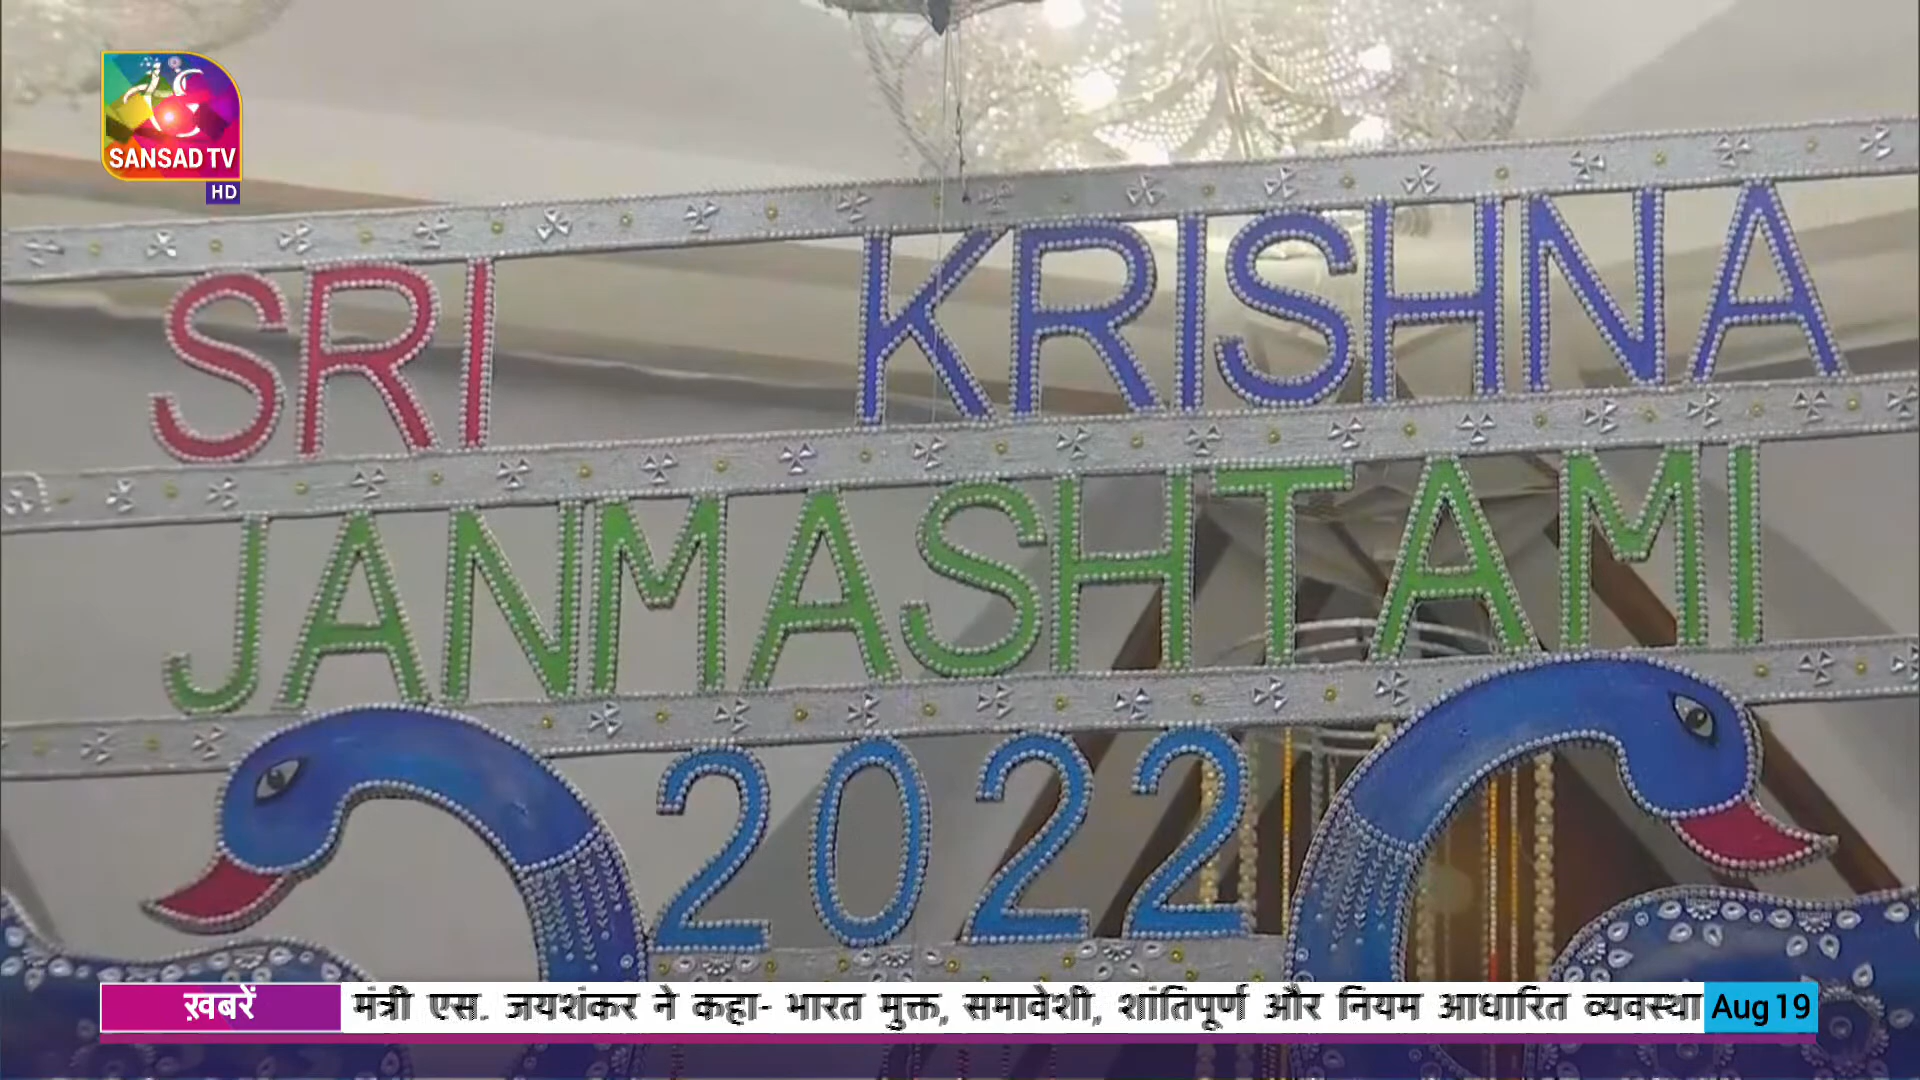 SANSAD TV
HD
SRI KRISHNA
JANMASHTAMI
2022
ख़बरें मंत्री एस. जयशंकर ने कहा- भारत मुक्त, समावेशी, शांतिपूर्ण और नियम आधारित व्यवस्था Aug 19